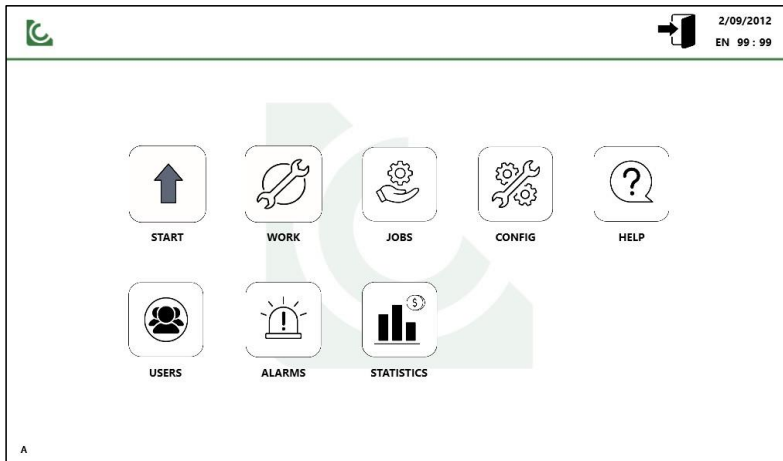 2/09/2012
EN 99 : 99
START WORK JOBS CONFIG HELP
?
USERS ALARMS STATISTICS
!
$
A